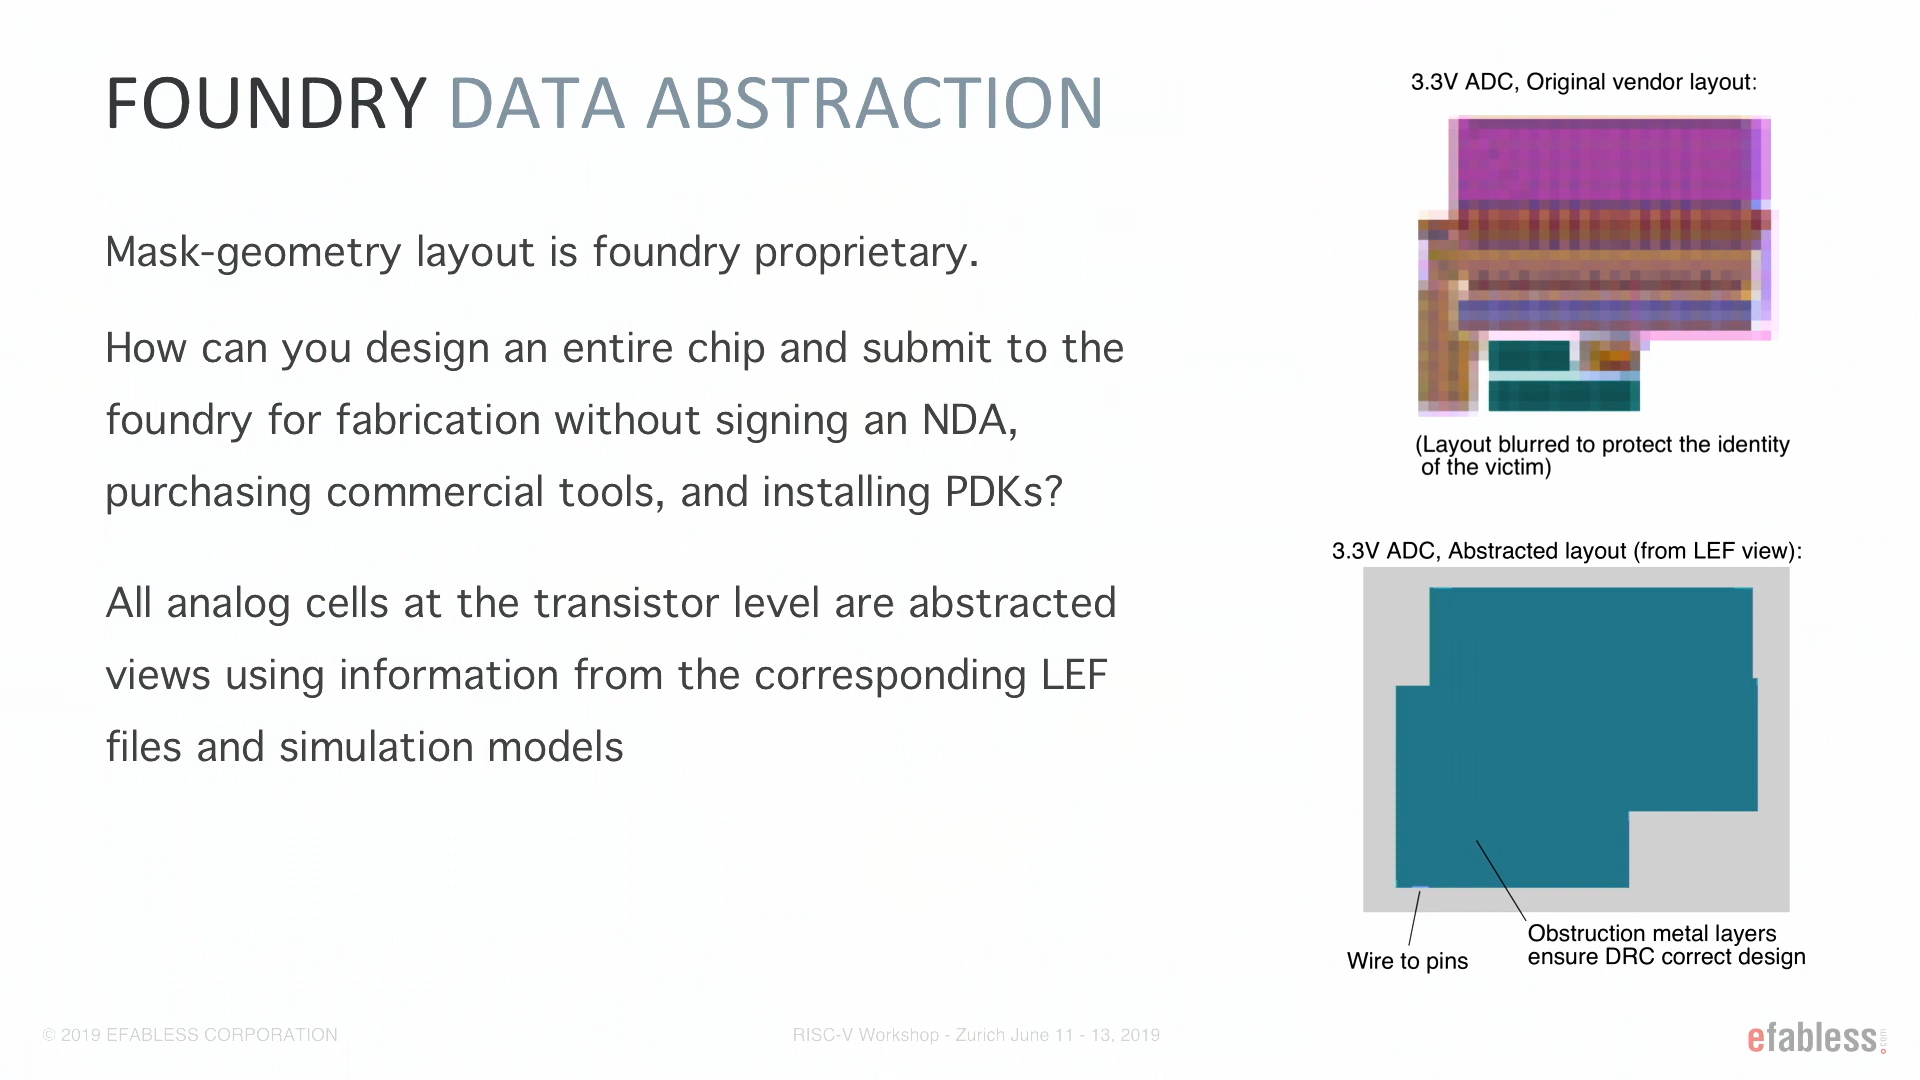 FOUNDRY DATA ABSTRACTION
Mask-geometry layout is foundry proprietary.
How can you design an entire chip and submit to the
foundry for fabrication without signing an NDA,
purchasing commercial tools, and installing PDKs?
All analog cells at the transistor level are abstracted
views using information from the corresponding LEF
files and simulation models
3.3V ADC, Original vendor layout:
(Layout blurred to protect the identity
of the victim)
3.3V ADC, Abstracted layout (from LEF view):
Wire to pins
Obstruction metal layers
ensure DRC correct design
© 2019 EFABLESS CORPORATION
RISC-V Workshop - Zurich June 11 - 13, 2019
efabless.com